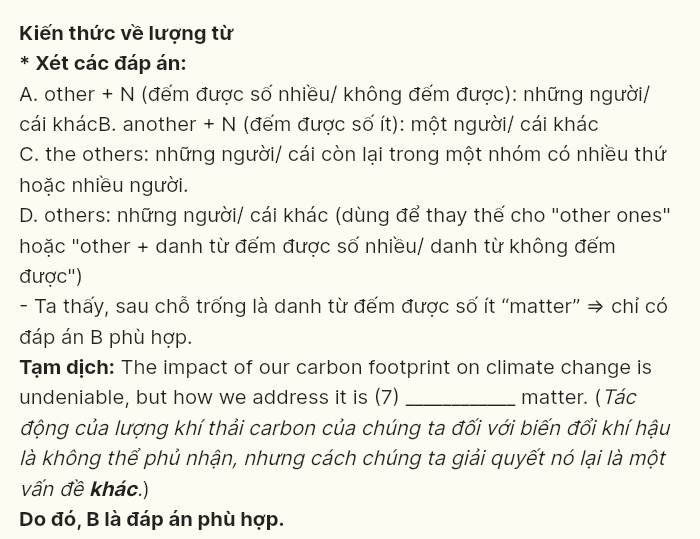 Kiến thức về lượng từ
* Xét các đáp án:
A. other + N (đếm được số nhiều/ không đếm được): những người/
cái khácB. another + N (đếm được số ít): một người/ cái khác
C. the others: những người/ cái còn lại trong một nhóm có nhiều thứ
hoặc nhiều người.
D. others: những người/ cái khác (dùng để thay thế cho "other ones"
hoặc "other + danh từ đếm được số nhiều/ danh từ không đếm
được")
- Ta thấy, sau chỗ trống là danh từ đếm được số ít “matter” => chỉ có
đáp án B phù hợp.
Tạm dịch: The impact of our carbon footprint on climate change is
undeniable, but how we address it is (7) ____________ matter. (Tác
động của lượng khí thải carbon của chúng ta đối với biến đổi khí hậu
là không thể phủ nhận, nhưng cách chúng ta giải quyết nó lại là một
vấn đề khác.)
Do đó, B là đáp án phù hợp.